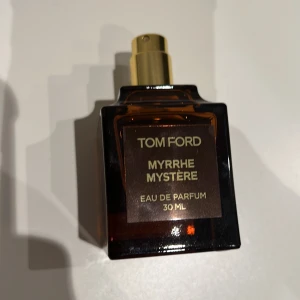 TOM FORD
MYRRHE
MYSTÈRE
EAU DE PARFUM
30 ML